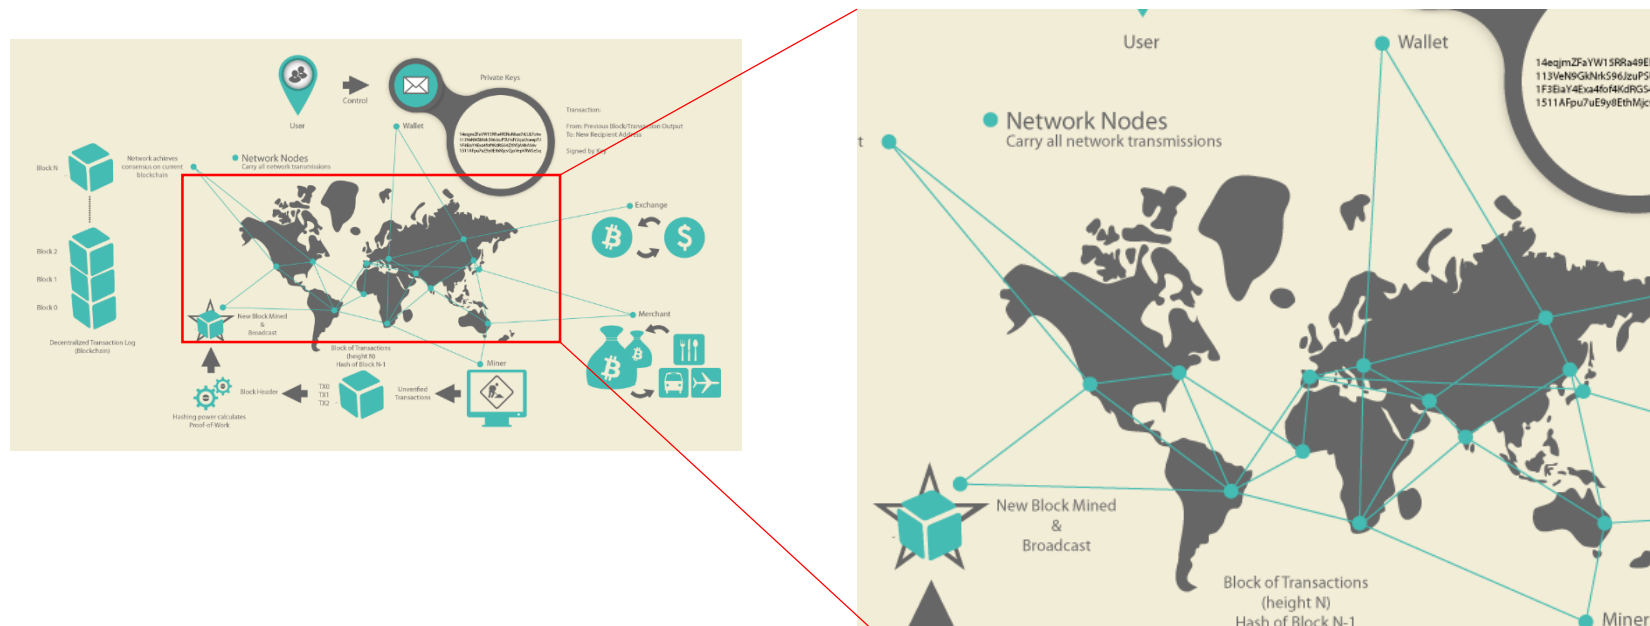 Private Keys
Control
User
Wallet
Transaction:
From: Previous Block/Transaction Output
To: New Recipient Address
Signed by Key
Block N
Network achieves
consensus on current
blockchain
Network Nodes
Carry all network transmissions
Exchange
Block 2
Block 1
Block 0
Decentralized Transaction Log
(Blockchain)
New Block Mined
&
Broadcast
Merchant
Block of Transactions
(height N)
Hash of Block N-1
Miner
Block Header
TX0
TX1
TX2
Unverified
Transactions
Hashing power calculates
Proof-of-Work
User
Wallet
t
Network Nodes
Carry all network transmissions
New Block Mined
&
Broadcast
Block of Transactions
(height N)
Hash of Block N-1
Miner